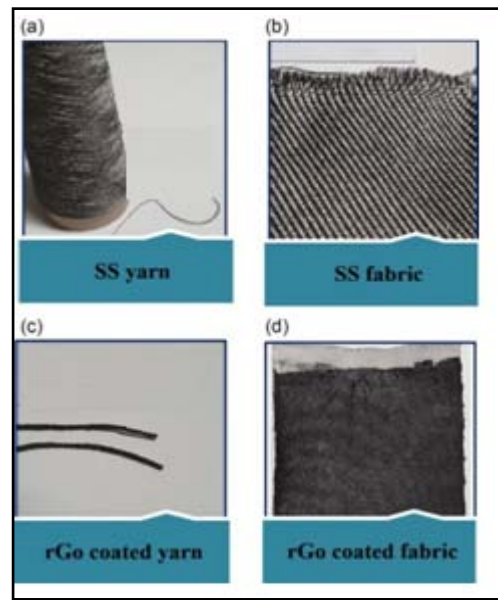 (a)
(b)
SS yarn
SS fabric
(c)
(d)
rGo coated yarn
rGo coated fabric